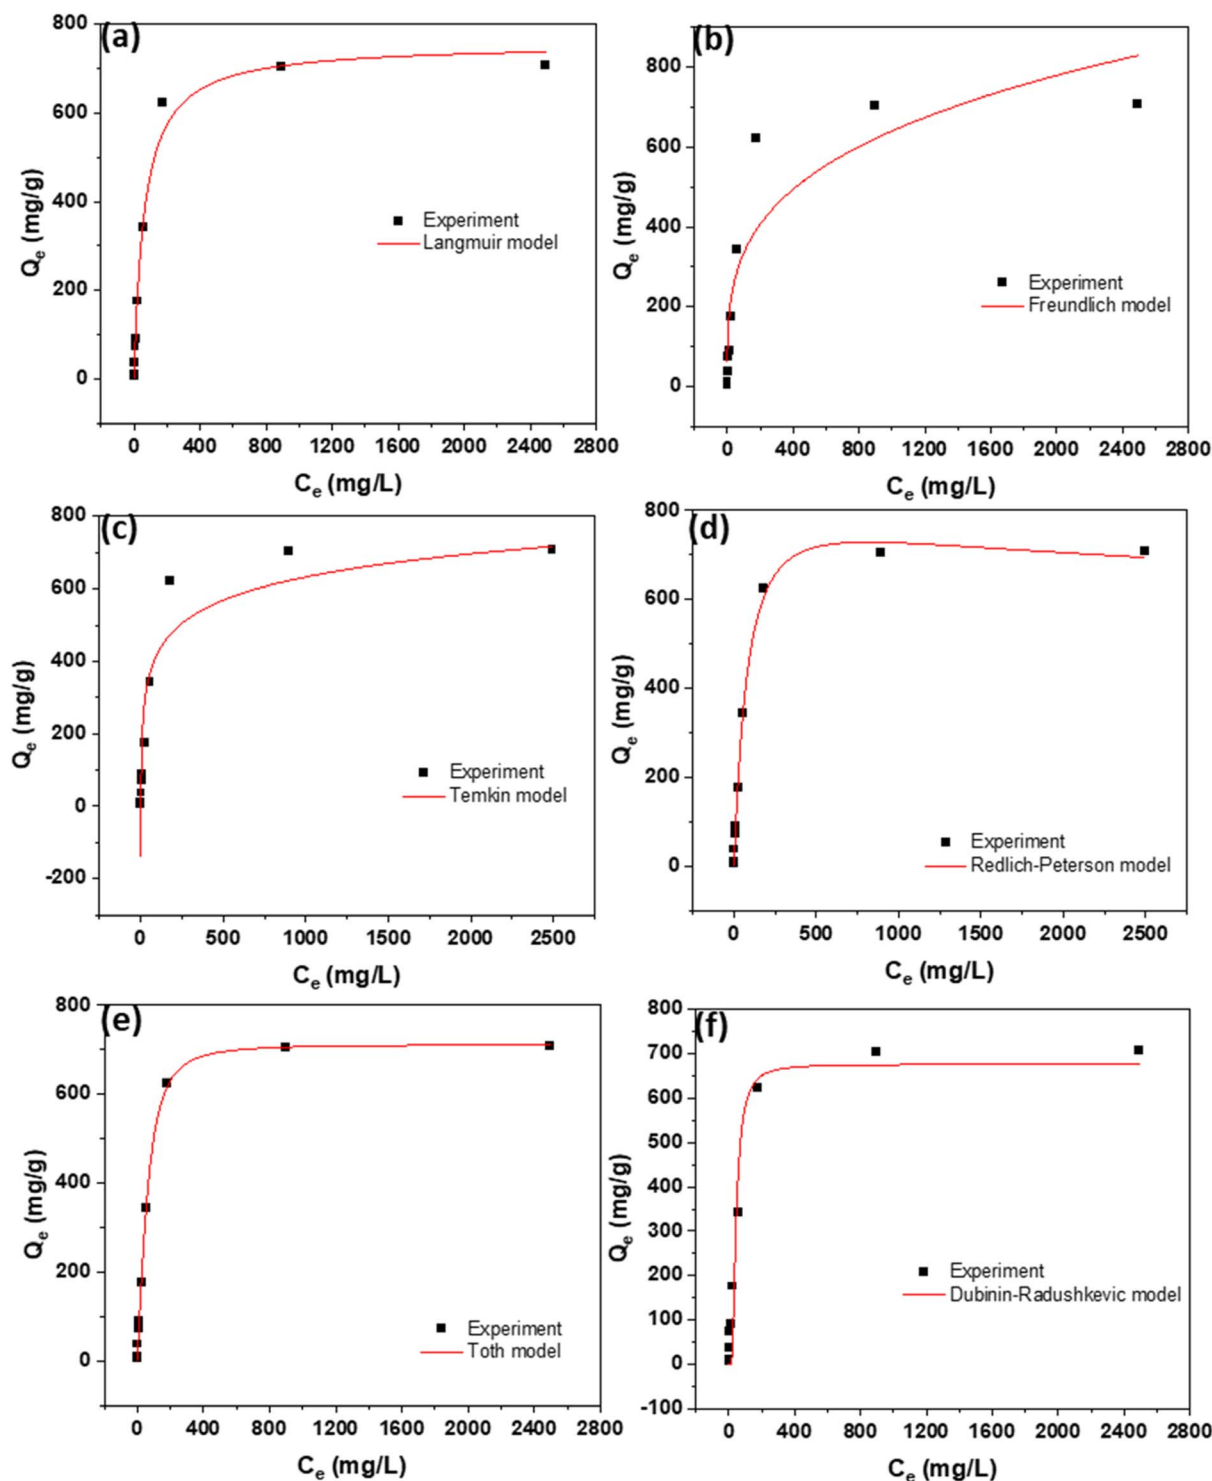 (a)
800
600
400
200
0
Qe (mg/g)
Experiment
Langmuir model
0 400 800 1200 1600 2000 2400 2800
Ce (mg/L)
(b)
800
600
400
200
0
Qe (mg/g)
Experiment
Freundlich model
0 400 800 1200 1600 2000 2400 2800
Ce (mg/L)
(c)
800
600
400
200
0
-200
Qe (mg/g)
Experiment
Temkin model
0 500 1000 1500 2000 2500
Ce (mg/L)
(d)
800
600
400
200
0
Qe (mg/g)
Experiment
Redlich-Peterson model
0 500 1000 1500 2000 2500
Ce (mg/L)
(e)
800
600
400
200
0
Qe (mg/g)
Experiment
Toth model
0 400 800 1200 1600 2000 2400 2800
Ce (mg/L)
(f)
800
700
600
500
400
300
200
100
0
-100
Qe (mg/g)
Experiment
Dubinin-Radushkevic model
0 400 800 1200 1600 2000 2400 2800
Ce (mg/L)